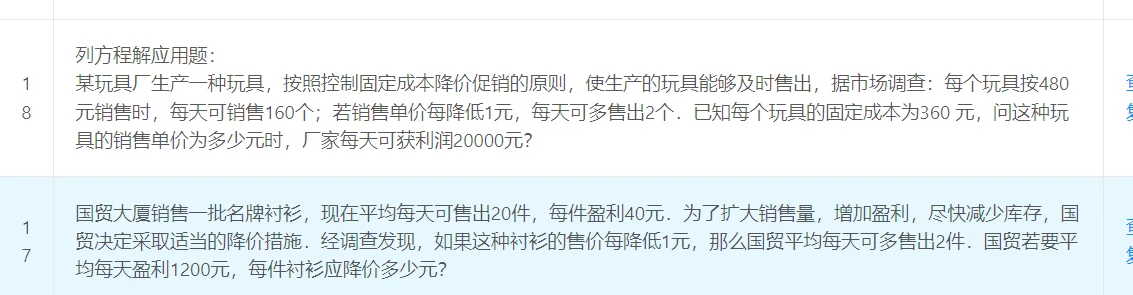 列方程解应用题：
1
8
某玩具厂生产一种玩具，按照控制固定成本降价促销的原则，使生产的玩具能够及时售出，据市场调查：每个玩具按480
元销售时，每天可销售160个；若销售单价每降低1元，每天可多售出2个．已知每个玩具的固定成本为360 元，问这种玩
具的销售单价为多少元时，厂家每天可获利润20000元？
国贸大厦销售一批名牌衬衫，现在平均每天可售出20件，每件盈利40元．为了扩大销售量，增加盈利，尽快减少库存，国
1
7
贸决定采取适当的降价措施．经调查发现，如果这种衬衫的售价每降低1元，那么国贸平均每天可多售出2件．国贸若要平
均每天盈利1200元，每件衬衫应降价多少元？